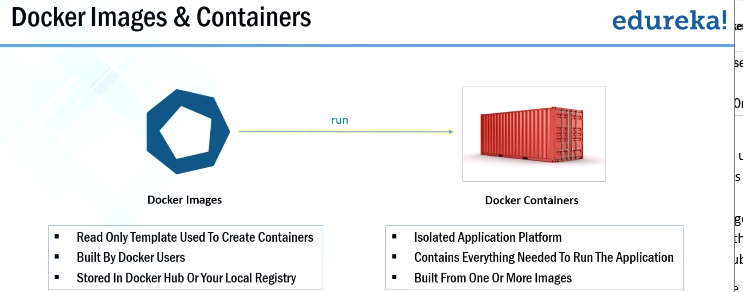 Docker Images & Containers
edureka!
run
Docker Images
Docker Containers
▪ Read Only Template Used To Create Containers
▪ Built By Docker Users
▪ Stored In Docker Hub Or Your Local Registry
▪ Isolated Application Platform
▪ Contains Everything Needed To Run The Application
▪ Built From One Or More Images